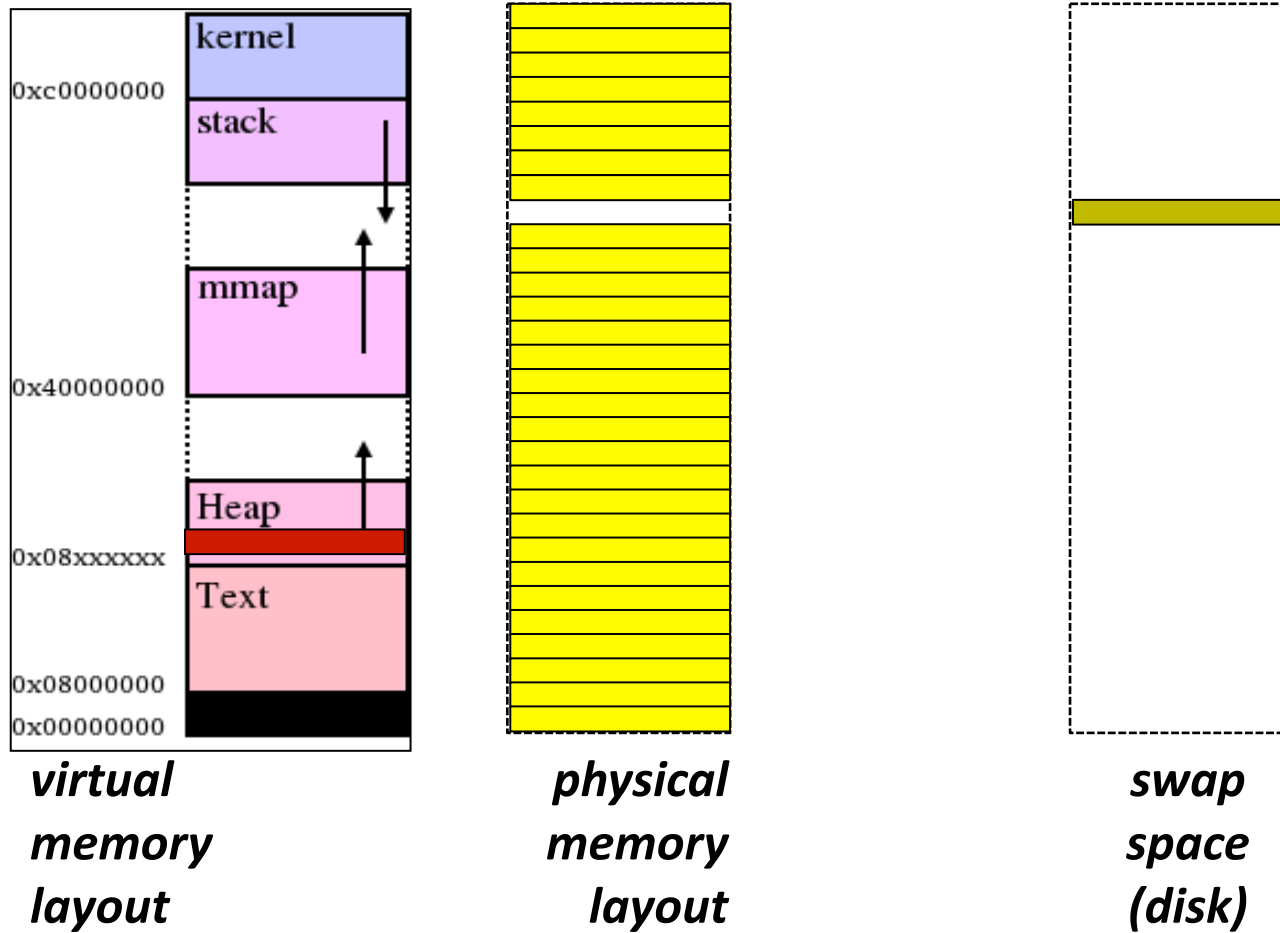 kernel
0xc0000000
stack
mmap
0x40000000
Heap
0x08xxxxxx
Text
0x08000000
0x00000000
virtual
memory
layout
physical
memory
layout
swap
space
(disk)